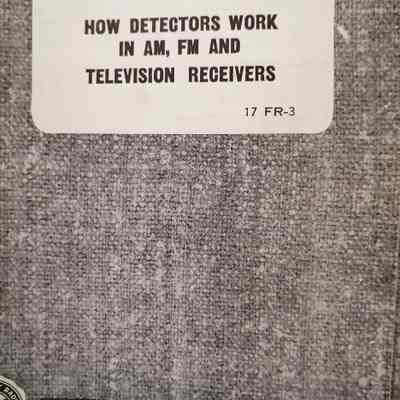 HOW DETECTORS WORK
IN AM, FM AND
TELEVISION RECEIVERS
17 FR-3